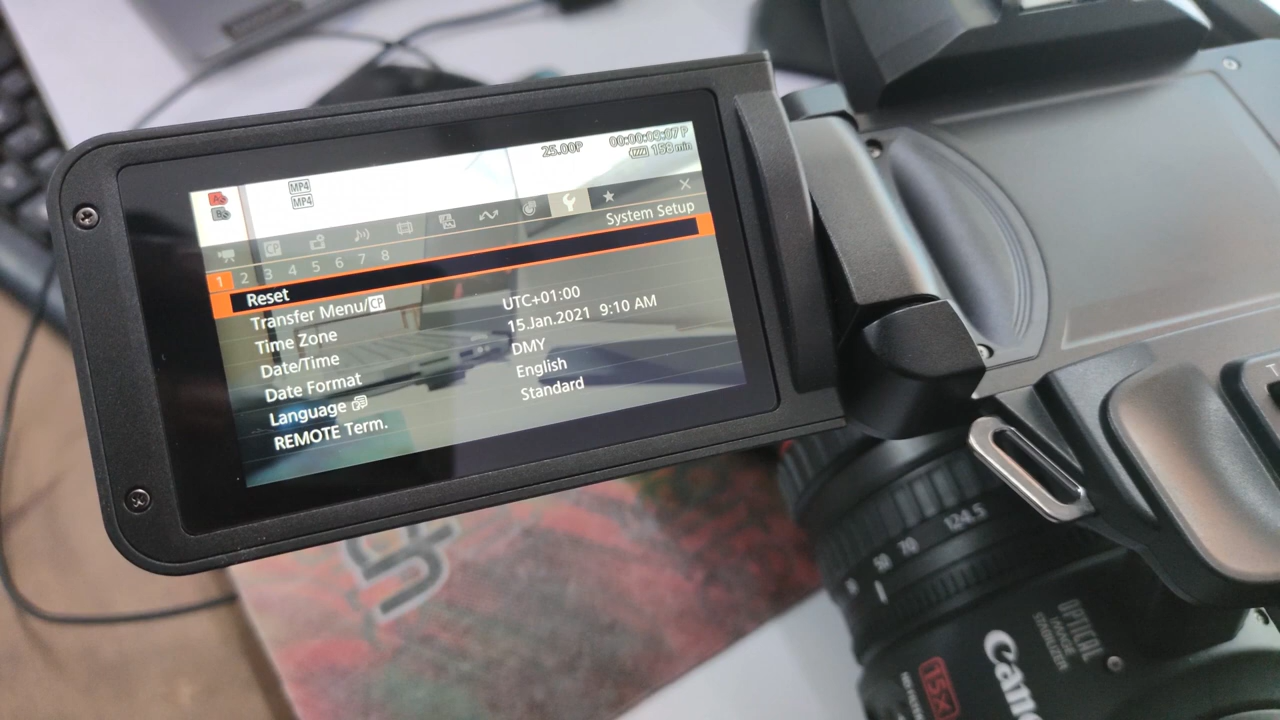 25.00P 00:00:03:07 P
158 min
A
B
MP4
MP4
System Setup
1 2 3 4 5 6 7 8
Reset
Transfer Menu/CP
Time Zone UTC+01:00
Date/Time 15.Jan.2021 9:10 AM
Date Format DMY
Language English
REMOTE Term. Standard
124.5
70
50
OPTICAL
IMAGE
STABILIZER
15x
T